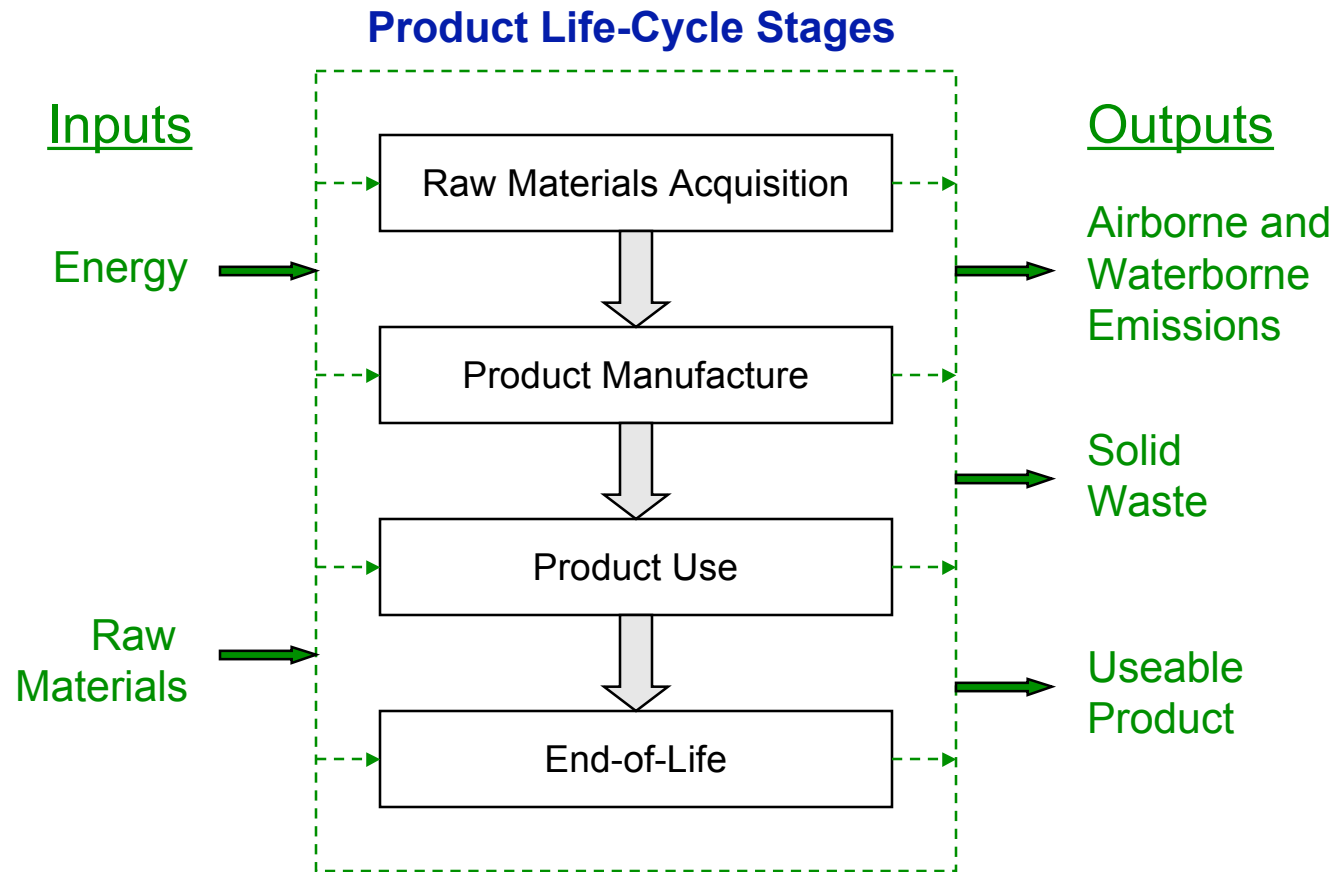 Product Life-Cycle Stages
Inputs
Energy
Raw
Materials
Raw Materials Acquisition
Product Manufacture
Product Use
End-of-Life
Outputs
Airborne and
Waterborne
Emissions
Solid
Waste
Useable
Product